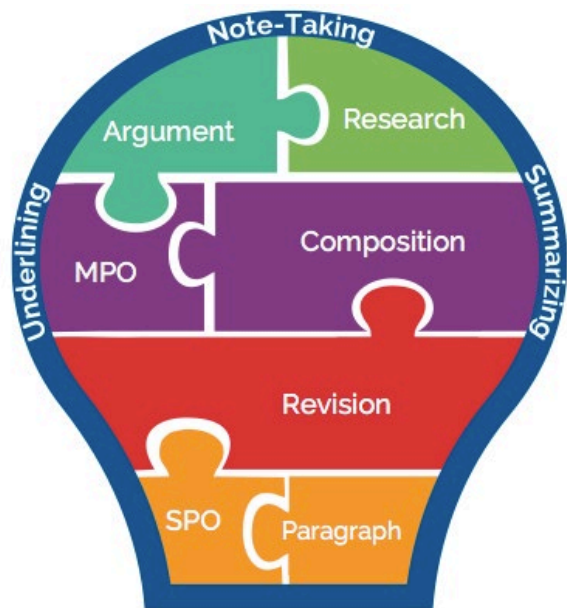 Note-Taking
Argument
Research
Underlining
Summarizing
MPO
Composition
Revision
SPO
Paragraph